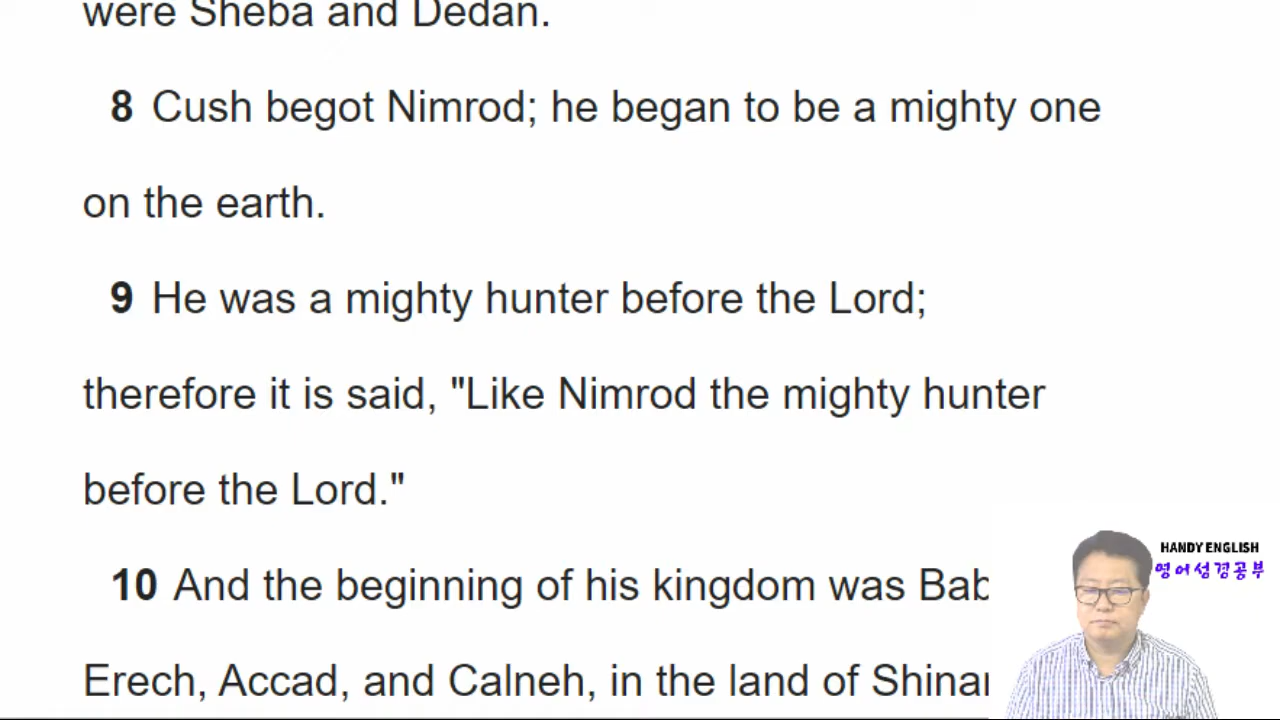 were Sheba and Dedan.
8 Cush begot Nimrod; he began to be a mighty one
on the earth.
9 He was a mighty hunter before the Lord;
therefore it is said, "Like Nimrod the mighty hunter
before the Lord."
10 And the beginning of his kingdom was
Erech, Accad, and Calneh, in the land of
HANDY ENGLISH
영어성경공부